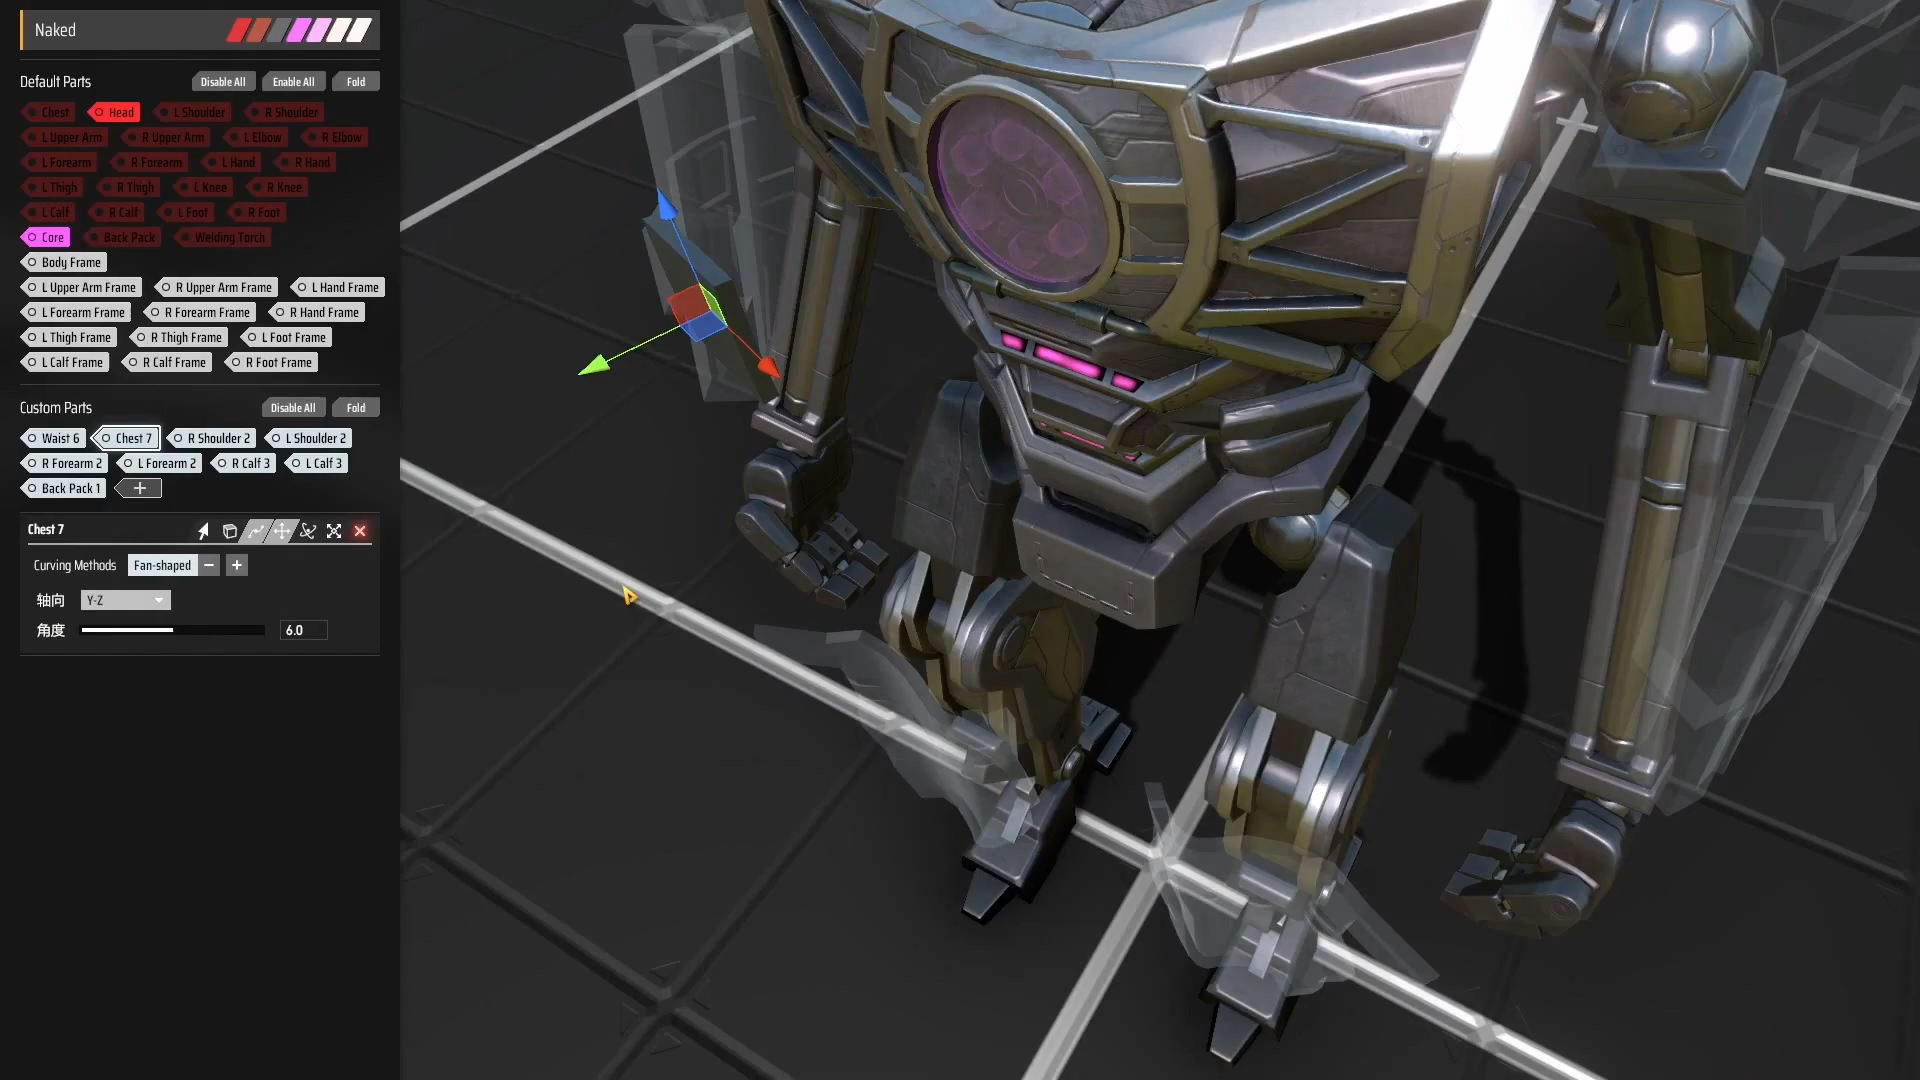 Naked
Default Parts Disable All Enable All Fold
Chest Head L Shoulder R Shoulder
L Upper Arm R Upper Arm L Elbow R Elbow
L Forearm R Forearm L Hand R Hand
L Thigh R Thigh L Knee R Knee
L Calf R Calf L Foot R Foot
Core Back Pack Welding Torch
Body Frame
L Upper Arm Frame R Upper Arm Frame L Hand Frame
L Forearm Frame R Forearm Frame R Hand Frame
L Thigh Frame R Thigh Frame L Foot Frame
L Calf Frame R Calf Frame R Foot Frame
Custom Parts Disable All Fold
Waist 6 Chest 7 R Shoulder 2 L Shoulder 2
R Forearm 2 L Forearm 2 R Calf 3 L Calf 3
Back Pack 1
Chest 7
Curving Methods Fan-shaped
轴向 Y-Z
角度 6.0